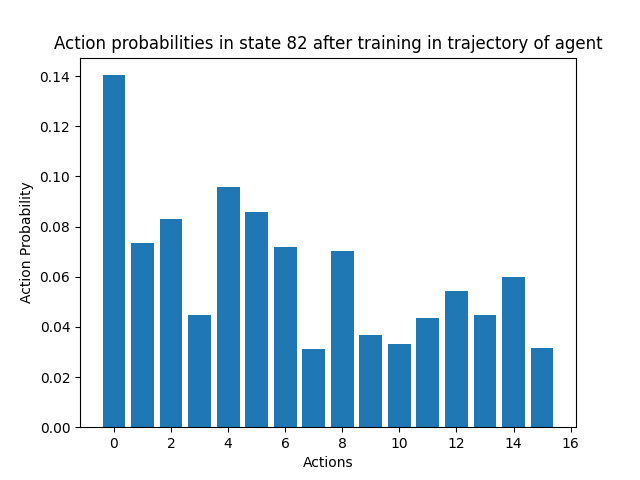 Action probabilities in state 82 after training in trajectory of agent
0.14
0.12
0.10
0.08
0.06
0.04
0.02
0.00
Action Probability
0 2 4 6 8 10 12 14 16
Actions